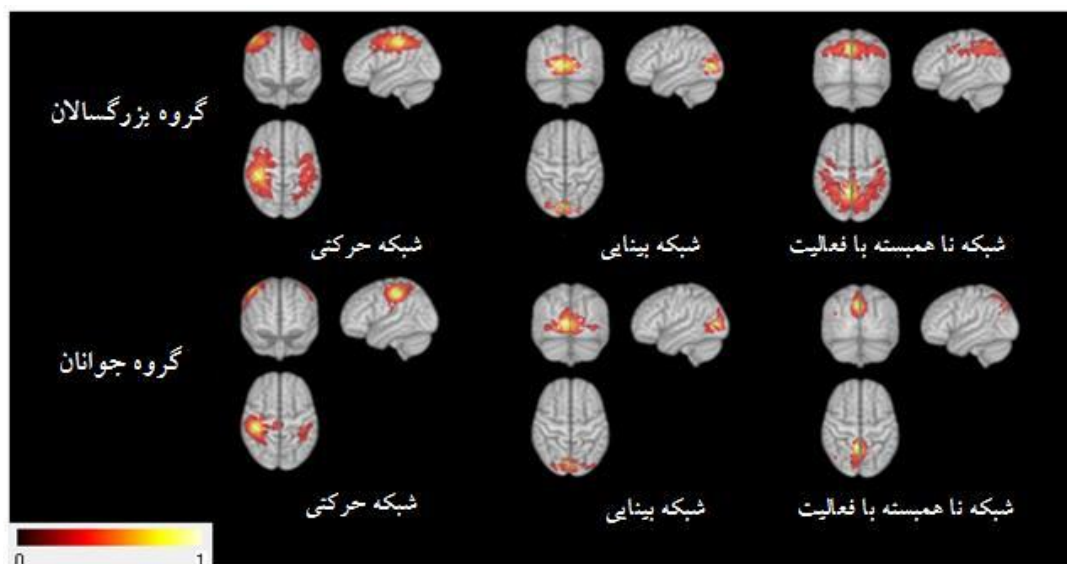 گروه بزرگسالان
شبکه حرکتی
شبکه بینایی
شبکه نا همبسته با فعالیت
گروه جوانان
شبکه حرکتی
شبکه بینایی
شبکه نا همبسته با فعالیت
0 1